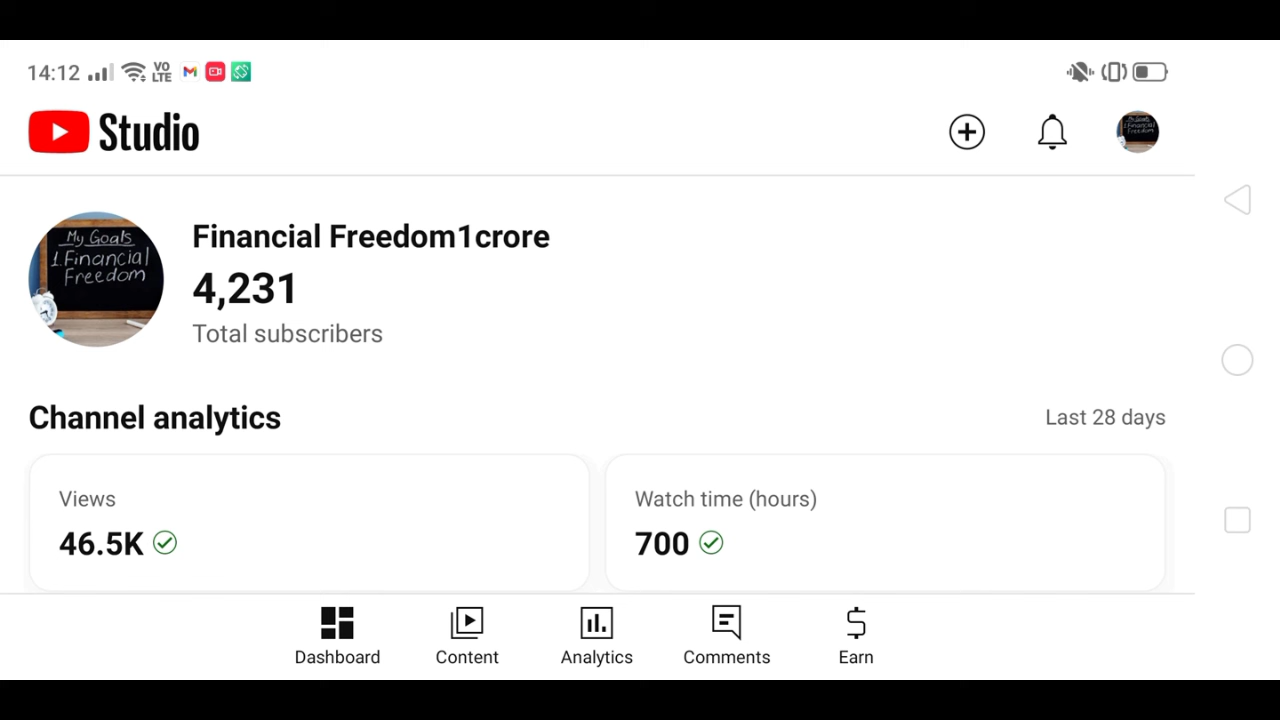 14:12 VO LTE
Studio
My Goals
1. Financial
Freedom
Financial Freedom1crore
4,231
Total subscribers
Channel analytics
Last 28 days
Views
46.5K
Watch time (hours)
700
Dashboard
Content
Analytics
Comments
Earn